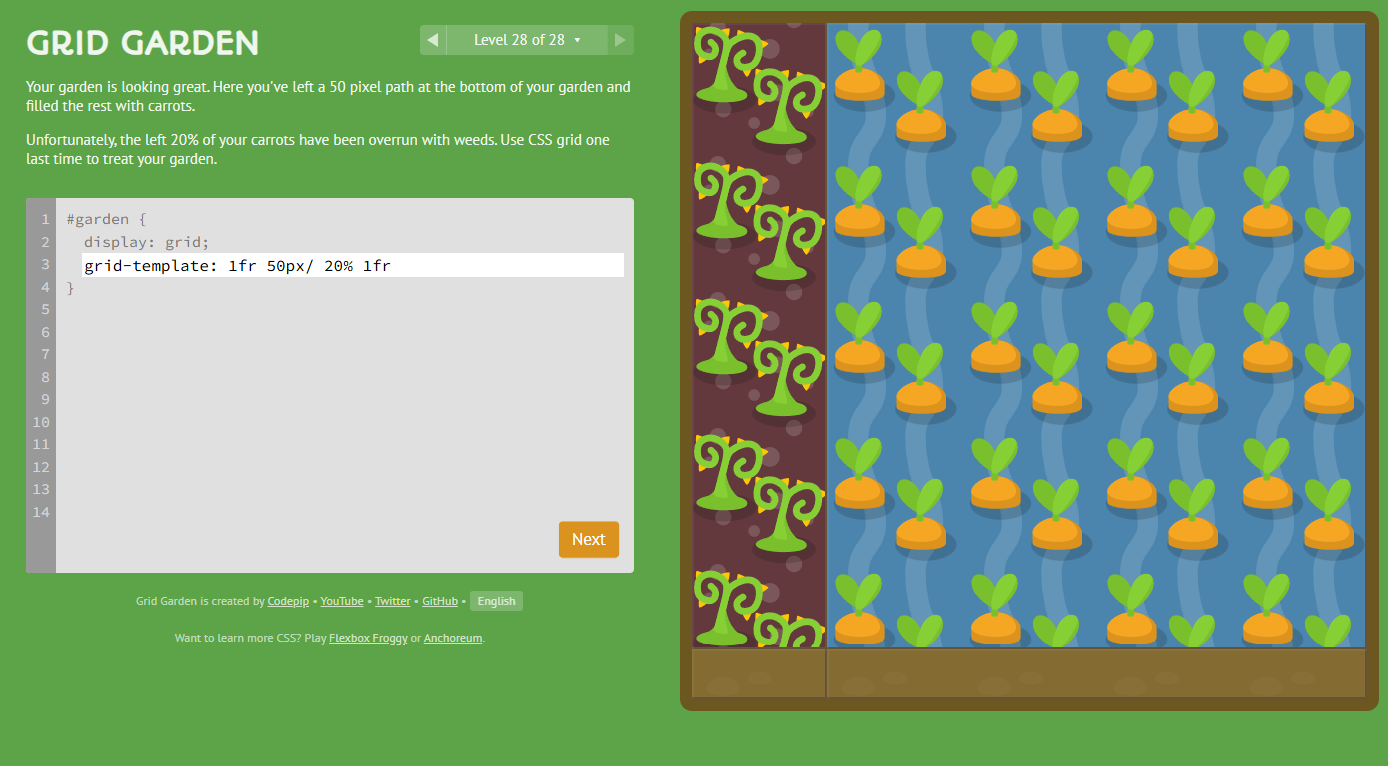 GRID GARDEN
Level 28 of 28
Your garden is looking great. Here you've left a 50 pixel path at the bottom of your garden and
filled the rest with carrots.
Unfortunately, the left 20% of your carrots have been overrun with weeds. Use CSS grid one
last time to treat your garden.
1 #garden {
2 display: grid;
3 grid-template: 1fr 50px/ 20% 1fr
4 }
5
6
7
8
9
10
11
12
13
14
Next
Grid Garden is created by Codepip • YouTube • Twitter • GitHub • English
Want to learn more CSS? Play Flexbox Froggy or Anchoreum.